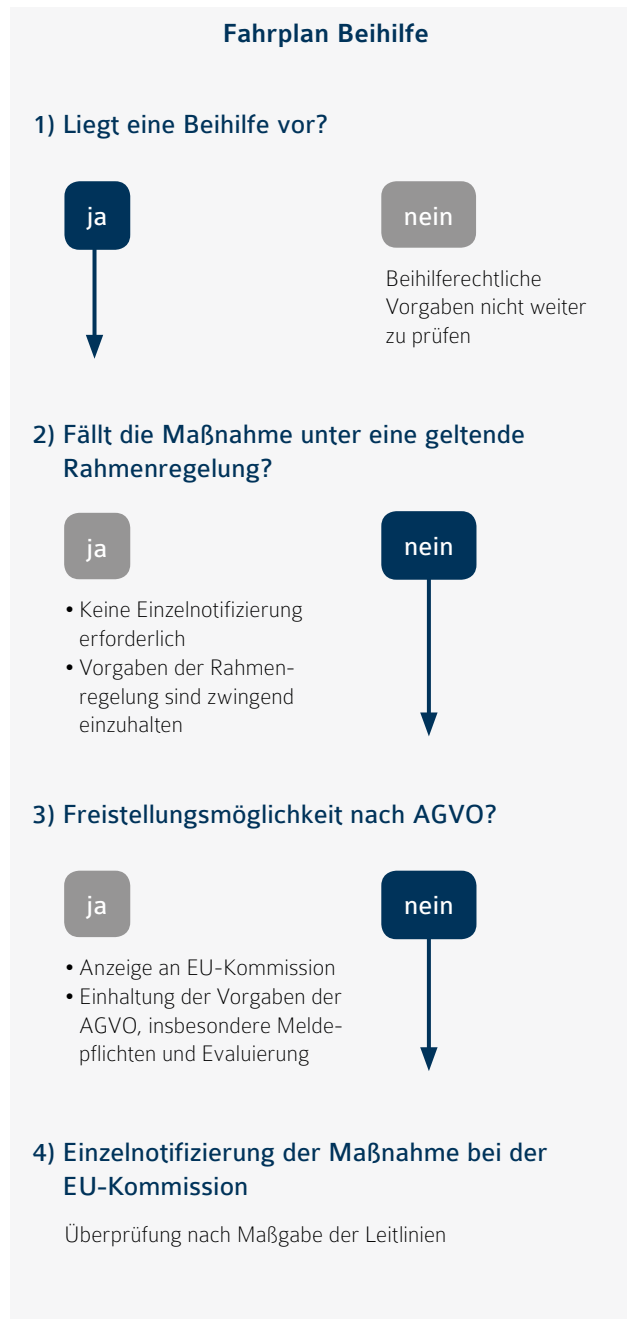 Fahrplan Beihilfe
1) Liegt eine Beihilfe vor?
ja
nein
Beihilferechtliche
Vorgaben nicht weiter
zu prüfen
2) Fällt die Maßnahme unter eine geltende
Rahmenregelung?
ja
• Keine Einzelnotifizierung
erforderlich
• Vorgaben der Rahmen-
regelung sind zwingend
einzuhalten
nein
3) Freistellungsmöglichkeit nach AGVO?
ja
• Anzeige an EU-Kommission
• Einhaltung der Vorgaben der
AGVO, insbesondere Melde-
pflichten und Evaluierung
nein
4) Einzelnotifizierung der Maßnahme bei der
EU-Kommission
Überprüfung nach Maßgabe der Leitlinien